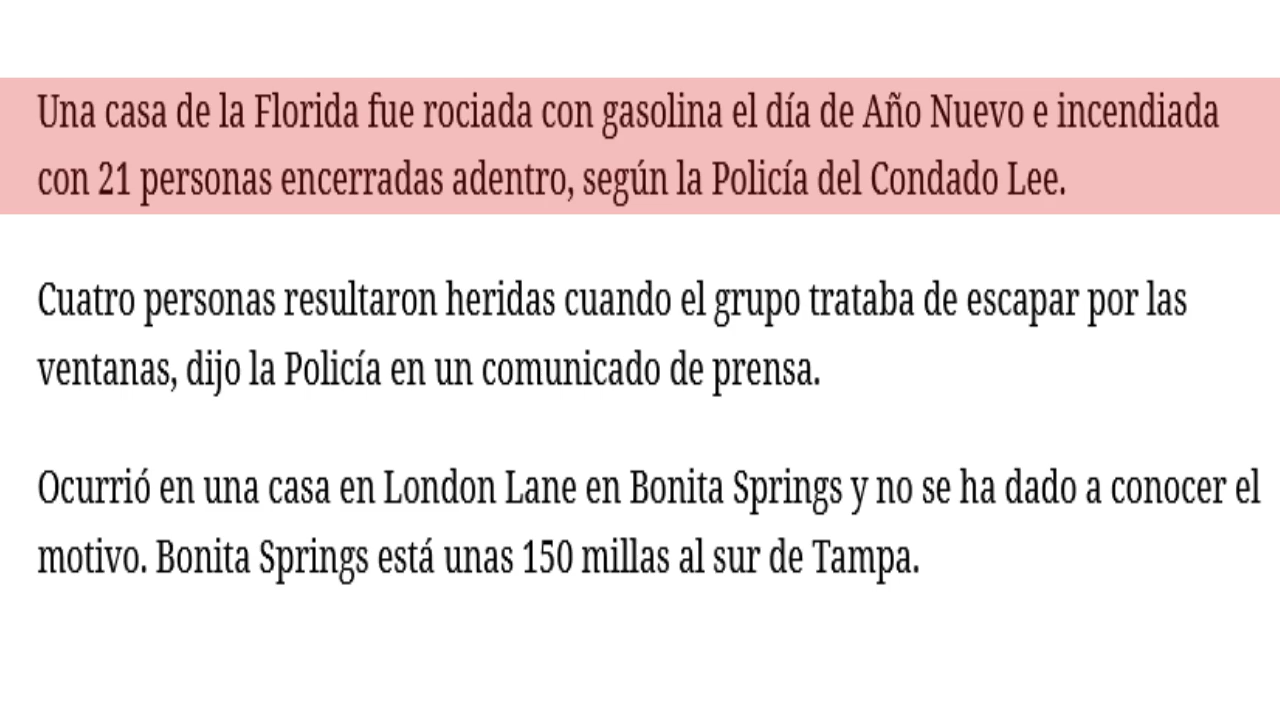 Una casa de la Florida fue rociada con gasolina el día de Año Nuevo e incendiada
con 21 personas encerradas adentro, según la Policía del Condado Lee.
Cuatro personas resultaron heridas cuando el grupo trataba de escapar por las
ventanas, dijo la Policía en un comunicado de prensa.
Ocurrió en una casa en London Lane en Bonita Springs y no se ha dado a conocer el
motivo. Bonita Springs está unas 150 millas al sur de Tampa.